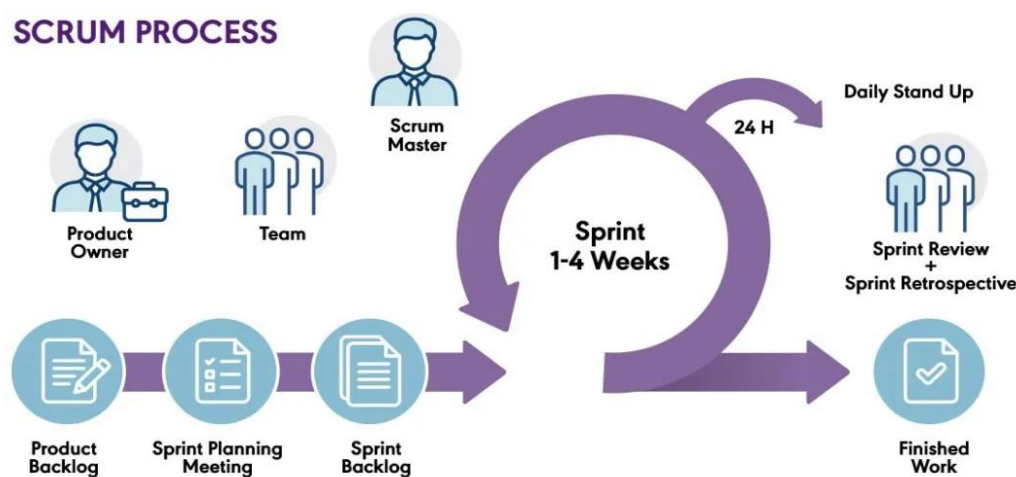 SCRUM PROCESS
Scrum
Master
Product
Owner
Team
Daily Stand Up
24 H
Sprint
1-4 Weeks
Sprint Review
+
Sprint Retrospective
Product
Backlog
Sprint Planning
Meeting
Sprint
Backlog
Finished
Work